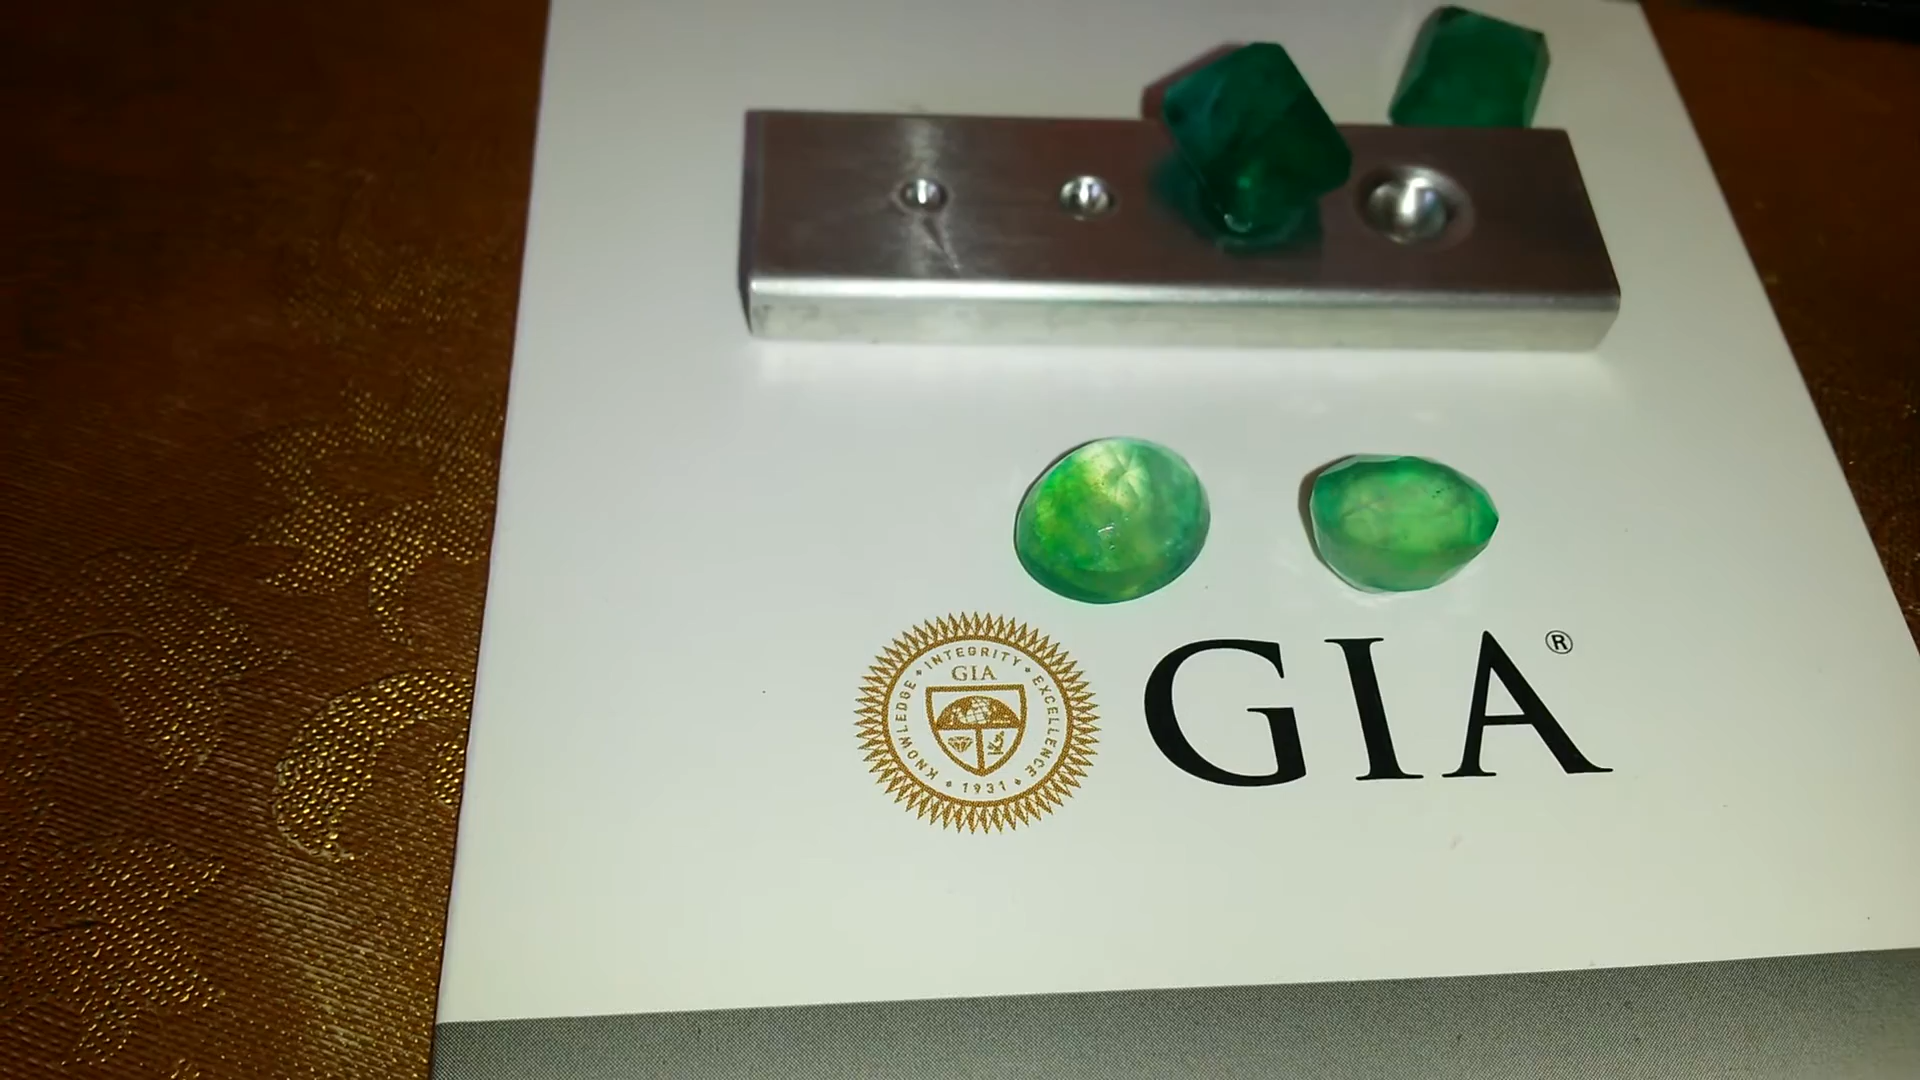 GIA®
INTEGRITY
EXCELLENCE
KNOWLEDGE
GIA
1931